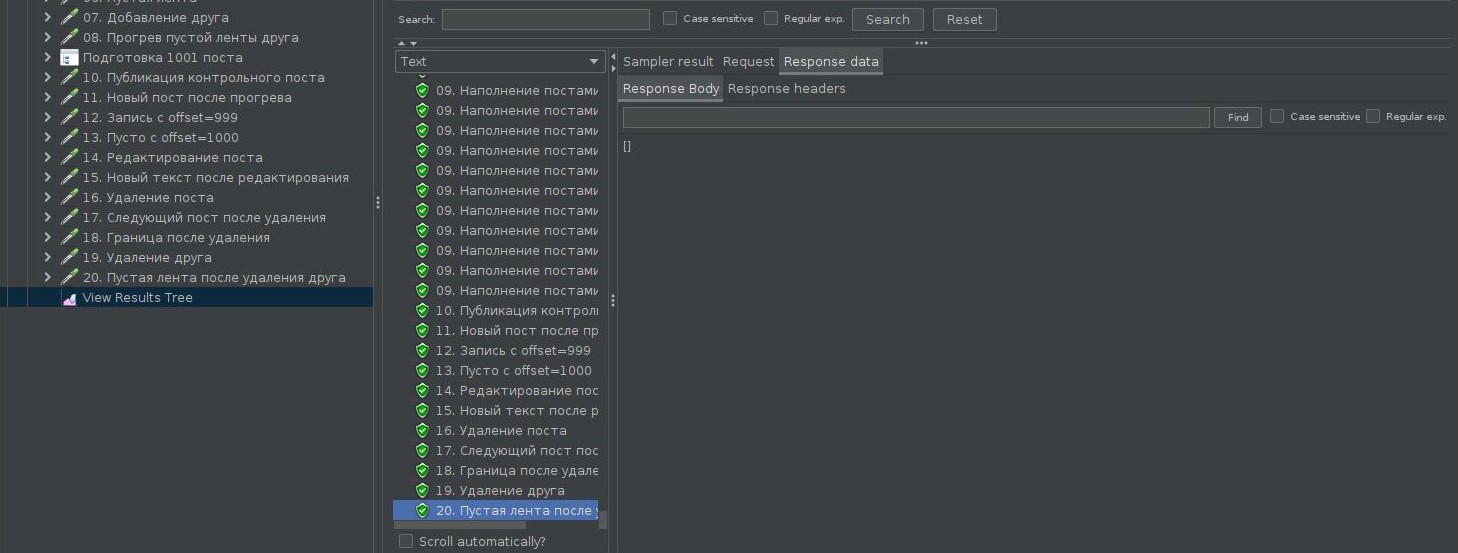 07. Добавление друга
08. Прогрев пустой ленты друга
Подготовка 1001 поста
10. Публикация контрольного поста
11. Новый пост после прогрева
12. Запись с offset=999
13. Пусто с offset=1000
14. Редактирование поста
15. Новый текст после редактирования
16. Удаление поста
17. Следующий пост после удаления
18. Граница после удаления
19. Удаление друга
20. Пустая лента после удаления друга
View Results Tree
Search: Case sensitive Regular exp. Search Reset
Text
09. Наполнение постами
09. Наполнение постами
09. Наполнение постами
09. Наполнение постами
09. Наполнение постами
09. Наполнение постами
09. Наполнение постами
09. Наполнение постами
09. Наполнение постами
09. Наполнение постами
09. Наполнение постами
10. Публикация контрол
11. Новый пост после пр
12. Запись с offset=999
13. Пусто с offset=1000
14. Редактирование пос
15. Новый текст после р
16. Удаление поста
17. Следующий пост пос
18. Граница после удале
19. Удаление друга
20. Пустая лента после у
Scroll automatically?
Sampler result Request Response data
Response Body Response headers
Find Case sensitive Regular exp.
[]